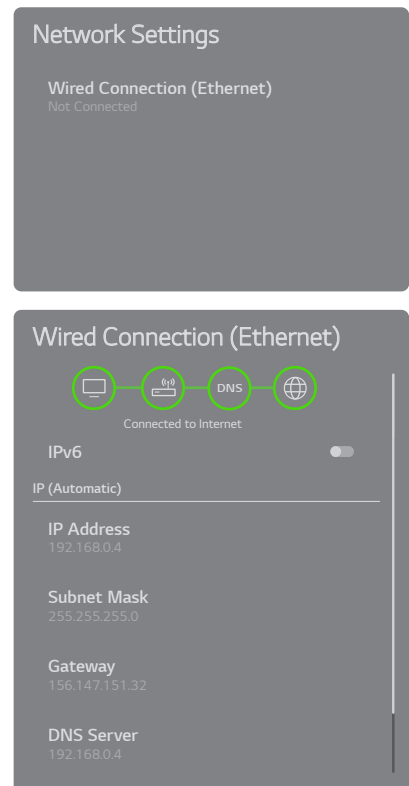 Network Settings
Wired Connection (Ethernet)
Not Connected
Wired Connection (Ethernet)
DNS
Connected to Internet
IPv6
IP (Automatic)
IP Address
192.168.0.4
Subnet Mask
255.255.255.0
Gateway
156.147.151.32
DNS Server
192.168.0.4